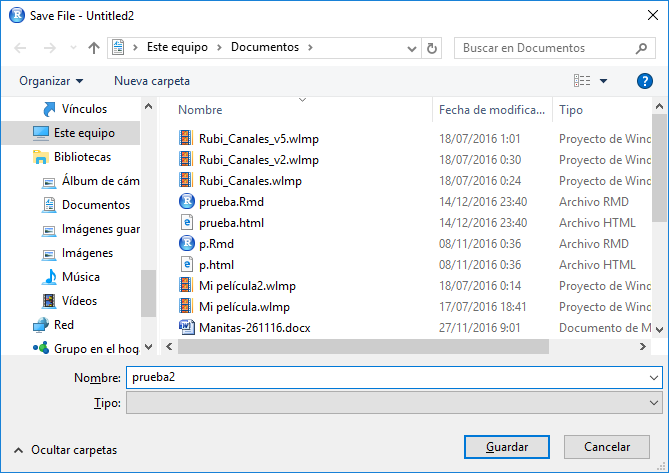 Save File - Untitled2
Este equipo > Documentos >
Buscar en Documentos
Organizar
Nueva carpeta
Vínculos
Este equipo
Bibliotecas
Álbum de cám
Documentos
Imágenes guar
Imágenes
Música
Vídeos
Red
Grupo en el hog
Nombre Fecha de modifica... Tipo
Rubi_Canales_v5.wlmp 18/07/2016 1:01 Proyecto de Wind
Rubi_Canales_v2.wlmp 18/07/2016 0:30 Proyecto de Wind
Rubi_Canales.wlmp 18/07/2016 0:24 Proyecto de Wind
prueba.Rmd 14/12/2016 23:40 Archivo RMD
prueba.html 14/12/2016 23:40 Archivo HTML
p.Rmd 08/11/2016 0:36 Archivo RMD
p.html 08/11/2016 0:36 Archivo HTML
Mi película2.wlmp 18/07/2016 0:14 Proyecto de Wind
Mi película.wlmp 17/07/2016 18:41 Proyecto de Wind
Manitas-261116.docx 27/11/2016 9:01 Documento de M
Nombre: prueba2
Tipo:
Ocultar carpetas
Guardar
Cancelar